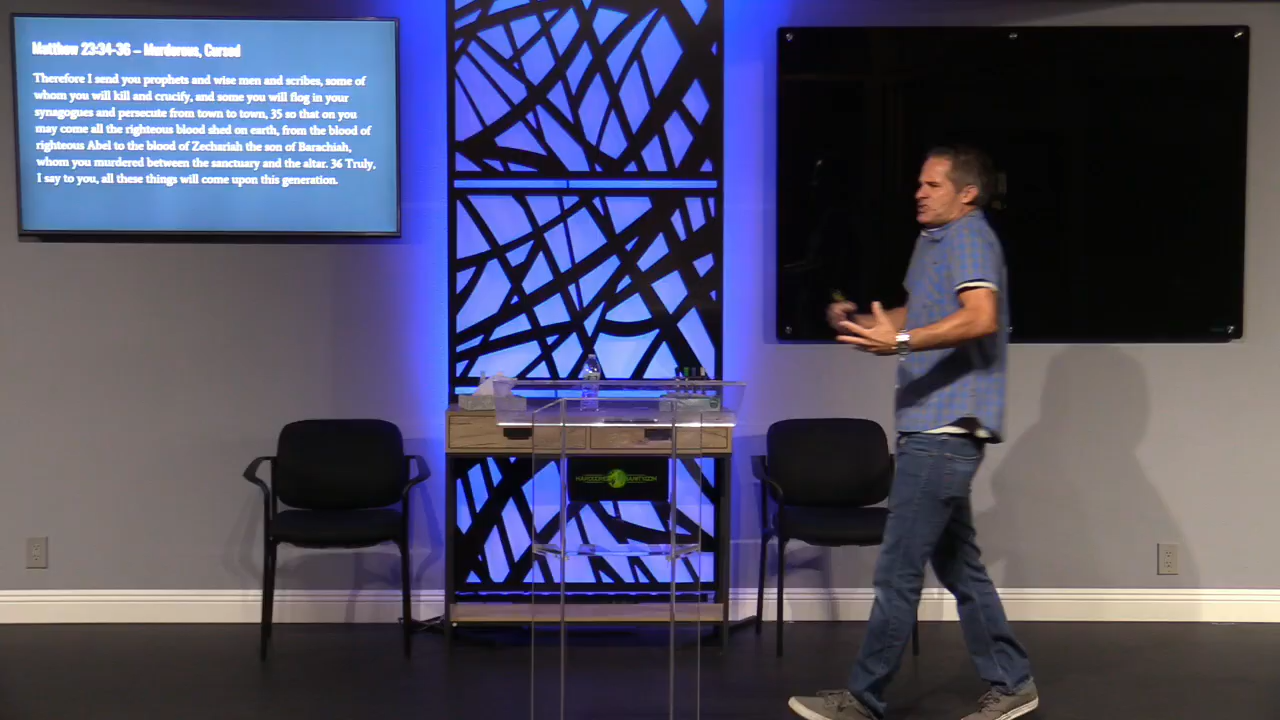 Matthew 23:34-36 – Murderous, Cursed
Therefore I send you prophets and wise men and scribes, some of
whom you will kill and crucify, and some you will flog in your
synagogues and persecute from town to town, 35 so that on you
may come all the righteous blood shed on earth, from the blood of
righteous Abel to the blood of Zechariah the son of Barachiah,
whom you murdered between the sanctuary and the altar. 36 Truly,
I say to you, all these things will come upon this generation.